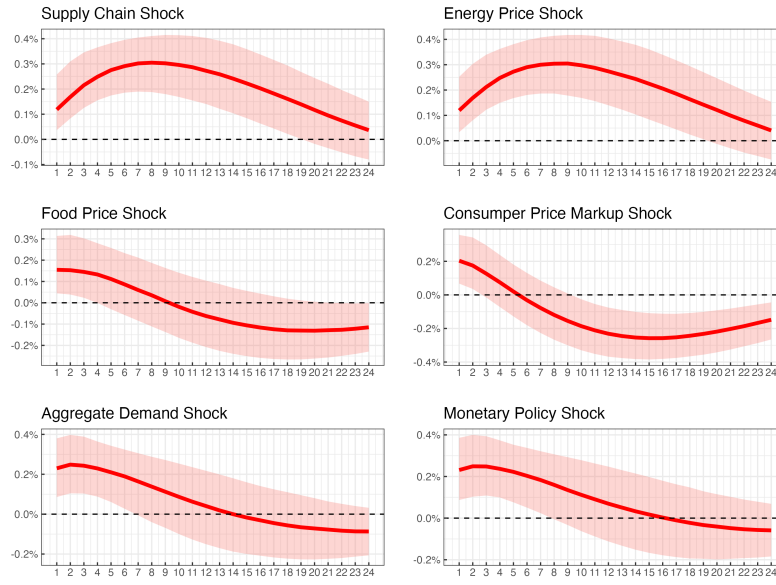 Supply Chain Shock
0.4%
0.3%
0.2%
0.1%
0.0%
-0.1%
1 2 3 4 5 6 7 8 9 10 11 12 13 14 15 16 17 18 19 20 21 22 23 24
Energy Price Shock
0.4%
0.3%
0.2%
0.1%
0.0%
1 2 3 4 5 6 7 8 9 10 11 12 13 14 15 16 17 18 19 20 21 22 23 24
Food Price Shock
0.3%
0.2%
0.1%
0.0%
-0.1%
-0.2%
1 2 3 4 5 6 7 8 9 10 11 12 13 14 15 16 17 18 19 20 21 22 23 24
Consumper Price Markup Shock
0.2%
0.0%
-0.2%
-0.4%
1 2 3 4 5 6 7 8 9 10 11 12 13 14 15 16 17 18 19 20 21 22 23 24
Aggregate Demand Shock
0.4%
0.2%
0.0%
-0.2%
1 2 3 4 5 6 7 8 9 10 11 12 13 14 15 16 17 18 19 20 21 22 23 24
Monetary Policy Shock
0.4%
0.2%
0.0%
-0.2%
1 2 3 4 5 6 7 8 9 10 11 12 13 14 15 16 17 18 19 20 21 22 23 24